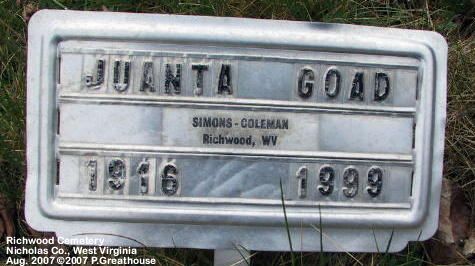 JUANTA GOAD
SIMONS-COLEMAN
Richwood, WV
1916 1999
Richwood Cemetery
Nicholas Co., West Virginia
Aug. 2007 ©2007 P.Greathouse